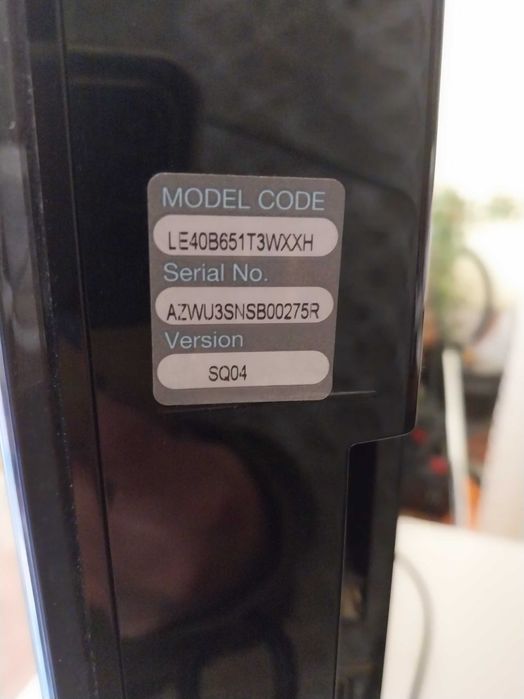 MODEL CODE
LE40B651T3WXXH
Serial No.
AZWU3SNSB00275R
Version
SQ04